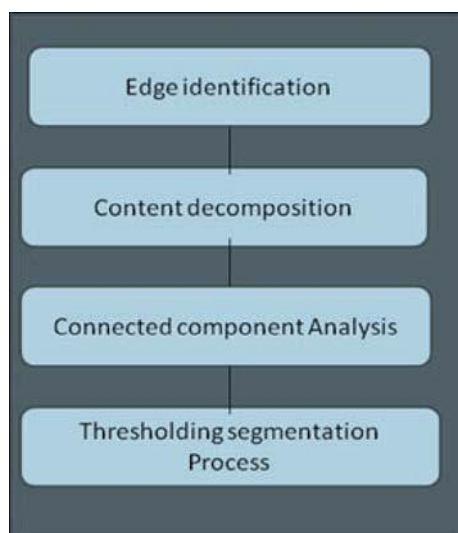 Edge identification
Content decomposition
Connected component Analysis
Thresholding segmentation
Process